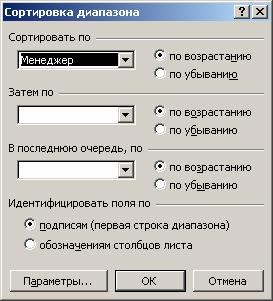 Сортировка диапазона
Сортировать по
Менеджер
по возрастанию
по убыванию
Затем по
по возрастанию
по убыванию
В последнюю очередь, по
по возрастанию
по убыванию
Идентифицировать поля по
подписям (первая строка диапазона)
обозначениям столбцов листа
Параметры... ОК Отмена